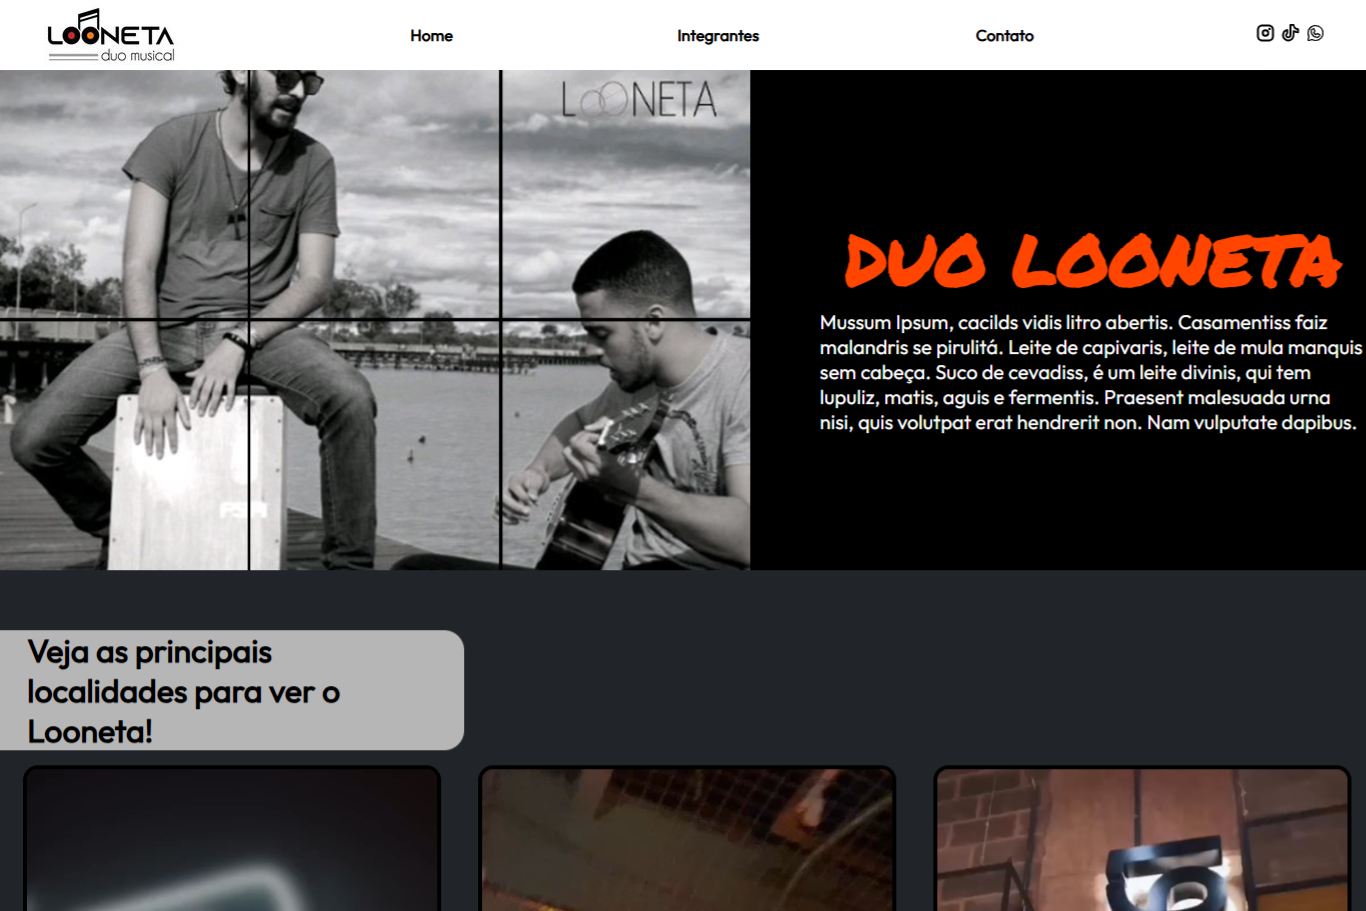 LOONETA
duo musical
Home
Integrantes
Contato
LOONETA
DUO LOONETA
Mussum Ipsum, cacilds vidis litro abertis. Casamentiss faiz
malandris se pirulitá. Leite de capivaris, leite de mula manquis
sem cabeça. Suco de cevadiss, é um leite divinis, qui tem
lupuliz, matis, aguis e fermentis. Praesent malesuada urna
nisi, quis volutpat erat hendrerit non. Nam vulputate dapibus.
Veja as principais
localidades para ver o
Looneta!